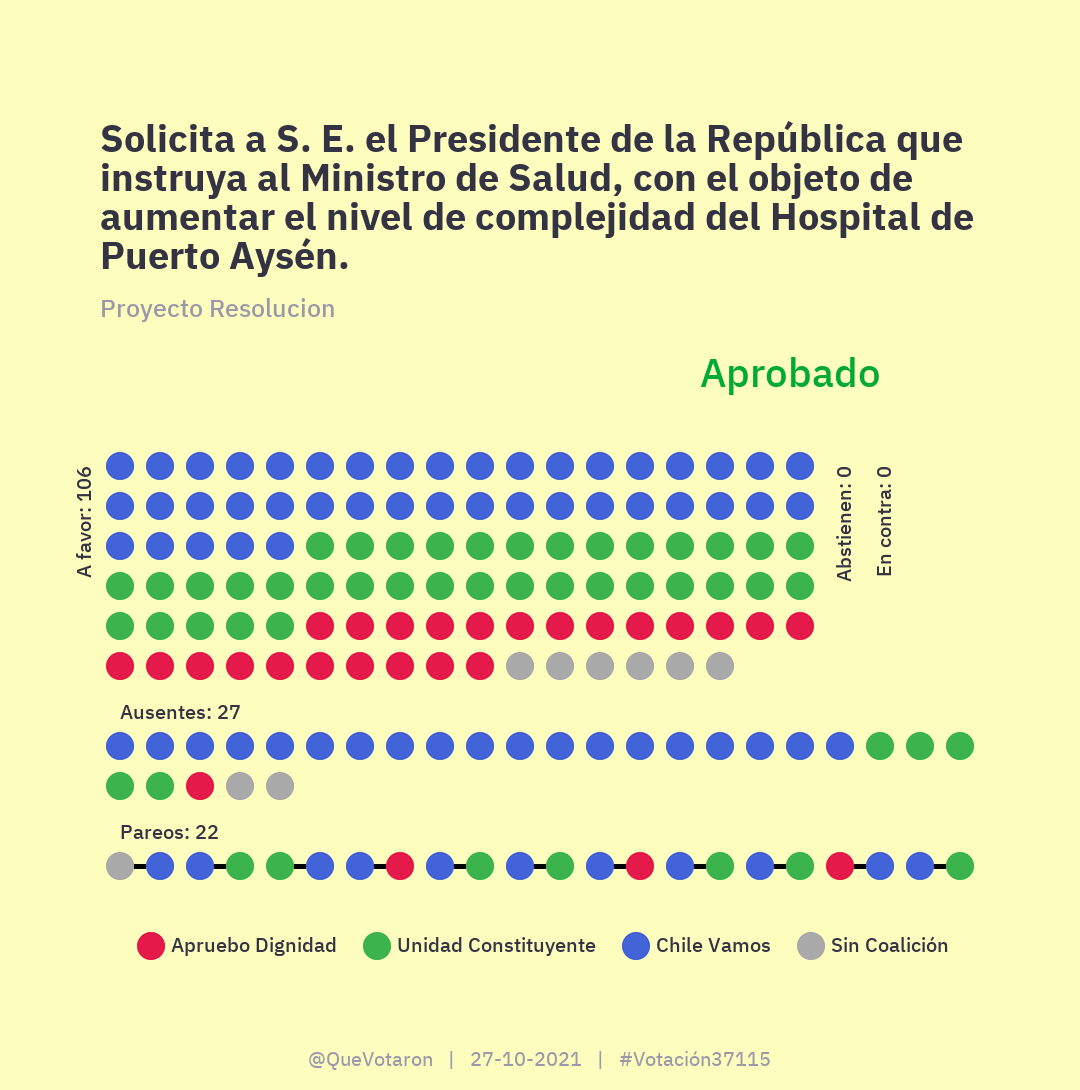 Solicita a S. E. el Presidente de la República que
instruya al Ministro de Salud, con el objeto de
aumentar el nivel de complejidad del Hospital de
Puerto Aysén.
Proyecto Resolucion
Aprobado
A favor: 106
Abstienen: 0
En contra: 0
Ausentes: 27
Pareos: 22
Apruebo Dignidad
Unidad Constituyente
Chile Vamos
Sin Coalición
@QueVotaron | 27-10-2021 | #Votación37115